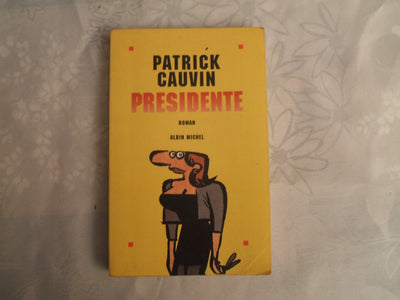 PATRICK
CAUVIN
PRESIDENTE
ROMAN
ALBIN MICHEL